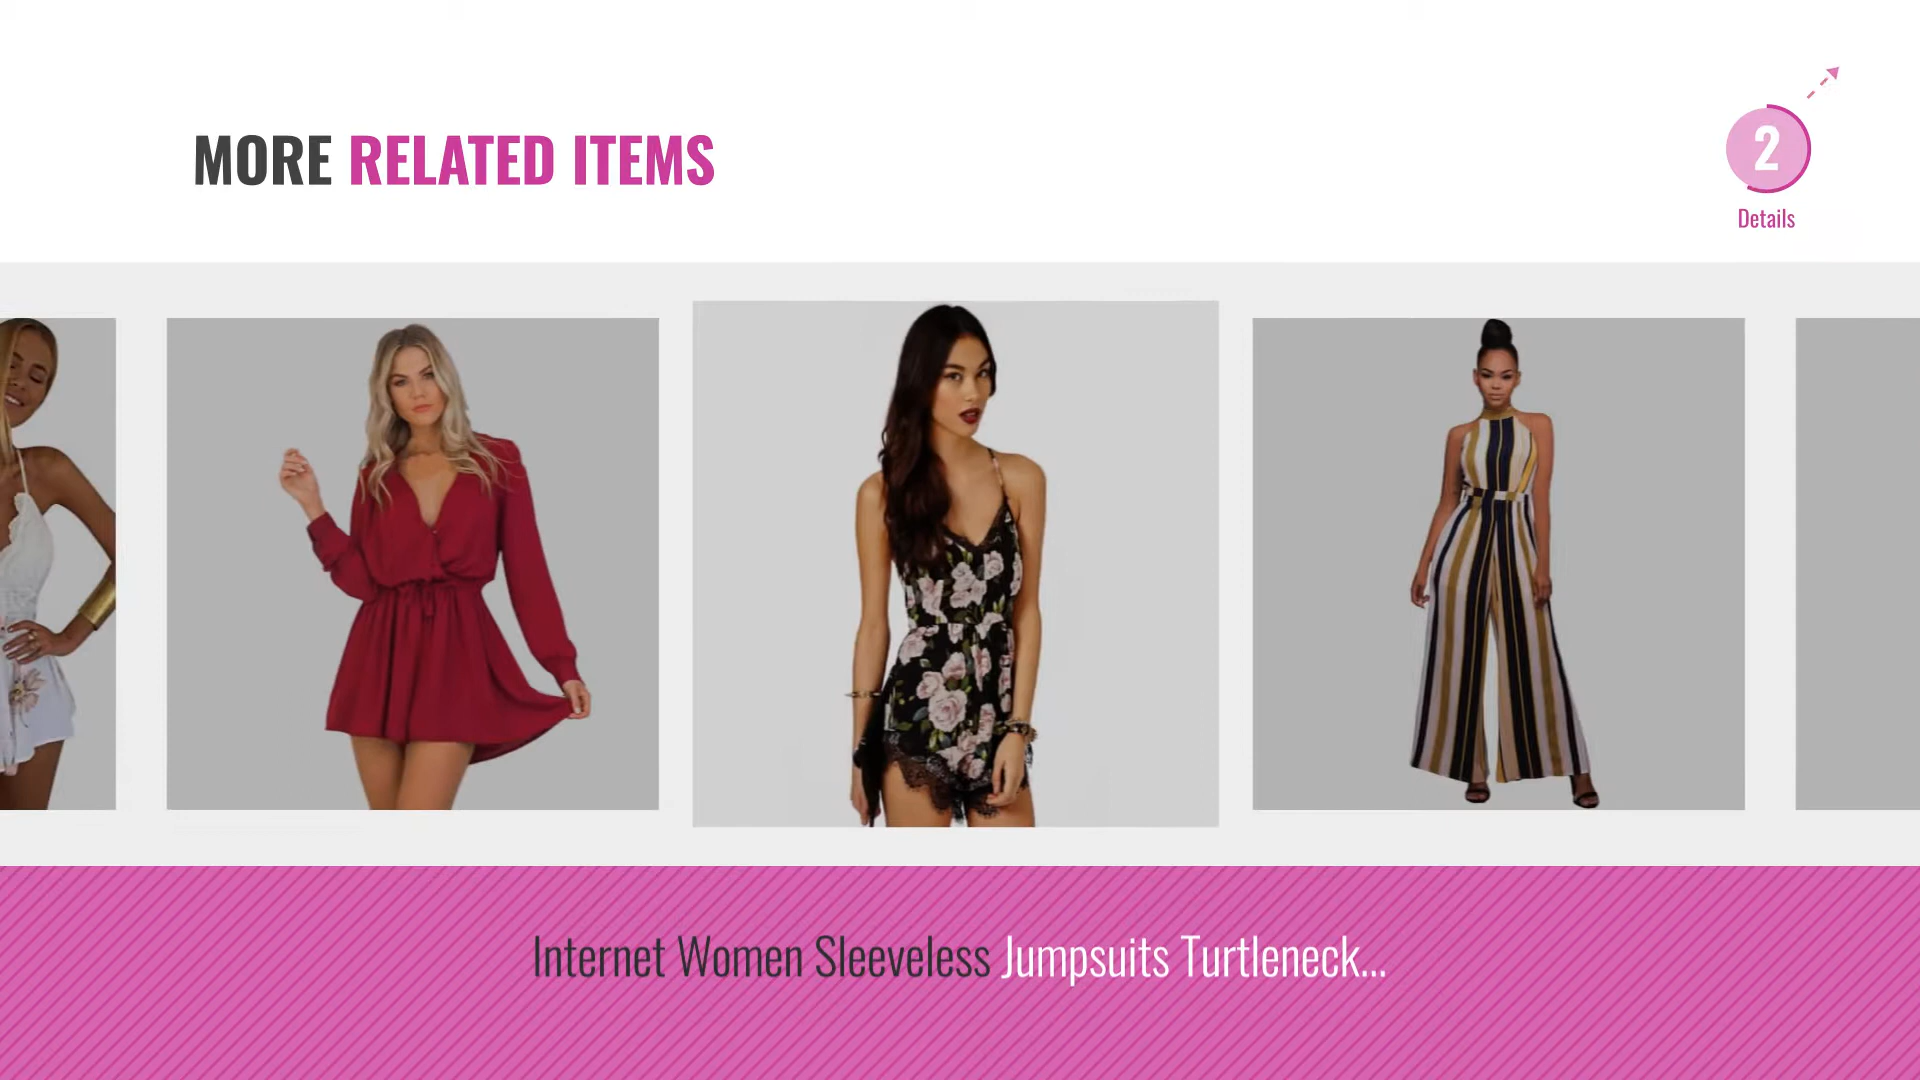 MORE RELATED ITEMS
2
Details
Internet Women Sleeveless Jumpsuits Turtleneck...